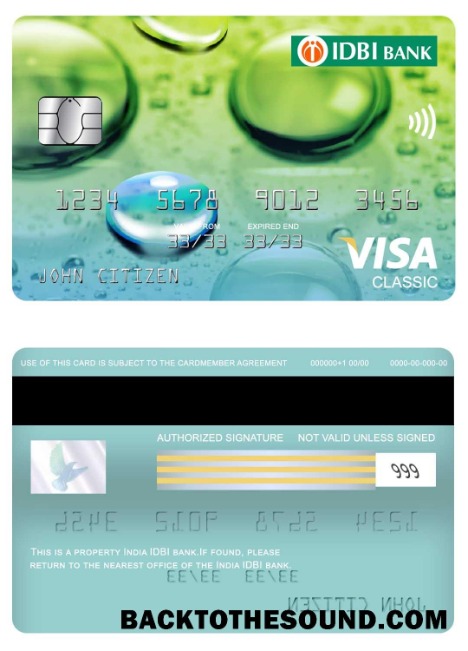 IDBI BANK
1234 5678 9012 3456
ROM EXPIRED END
33/33 33/33
JOHN CITIZEN
VISA
CLASSIC
USE OF THIS CARD IS SUBJECT TO THE CARDMEMBER AGREEMENT 000000+1 00/00 0000-00-000-00
AUTHORIZED SIGNATURE NOT VALID UNLESS SIGNED
999
THIS IS A PROPERTY INDIA IDBI BANK.IF FOUND, PLEASE
RETURN TO THE NEAREST OFFICE OF THE INDIA IDBI BANK.
BACKTOTHESOUND.COM